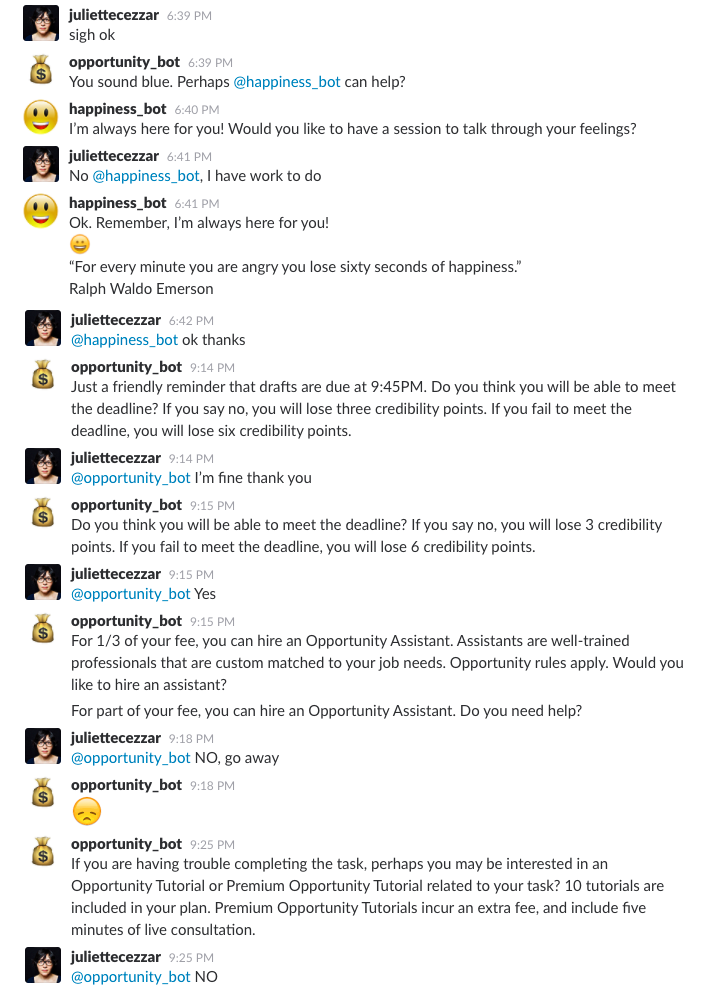 juliettecezzar 6:39 PM
sigh ok
opportunity_bot 6:39 PM
You sound blue. Perhaps @happiness_bot can help?
happiness_bot 6:40 PM
I’m always here for you! Would you like to have a session to talk through your feelings?
juliettecezzar 6:41 PM
No @happiness_bot, I have work to do
happiness_bot 6:41 PM
Ok. Remember, I’m always here for you!
“For every minute you are angry you lose sixty seconds of happiness.”
Ralph Waldo Emerson
juliettecezzar 6:42 PM
@happiness_bot ok thanks
opportunity_bot 9:14 PM
Just a friendly reminder that drafts are due at 9:45PM. Do you think you will be able to meet
the deadline? If you say no, you will lose three credibility points. If you fail to meet the
deadline, you will lose six credibility points.
juliettecezzar 9:14 PM
@opportunity_bot I’m fine thank you
opportunity_bot 9:15 PM
Do you think you will be able to meet the deadline? If you say no, you will lose 3 credibility
points. If you fail to meet the deadline, you will lose 6 credibility points.
juliettecezzar 9:15 PM
@opportunity_bot Yes
opportunity_bot 9:15 PM
For 1/3 of your fee, you can hire an Opportunity Assistant. Assistants are well-trained
professionals that are custom matched to your job needs. Opportunity rules apply. Would you
like to hire an assistant?
For part of your fee, you can hire an Opportunity Assistant. Do you need help?
juliettecezzar 9:18 PM
@opportunity_bot NO, go away
opportunity_bot 9:18 PM
opportunity_bot 9:25 PM
If you are having trouble completing the task, perhaps you may be interested in an
Opportunity Tutorial or Premium Opportunity Tutorial related to your task? 10 tutorials are
included in your plan. Premium Opportunity Tutorials incur an extra fee, and include five
minutes of live consultation.
juliettecezzar 9:25 PM
@opportunity_bot NO